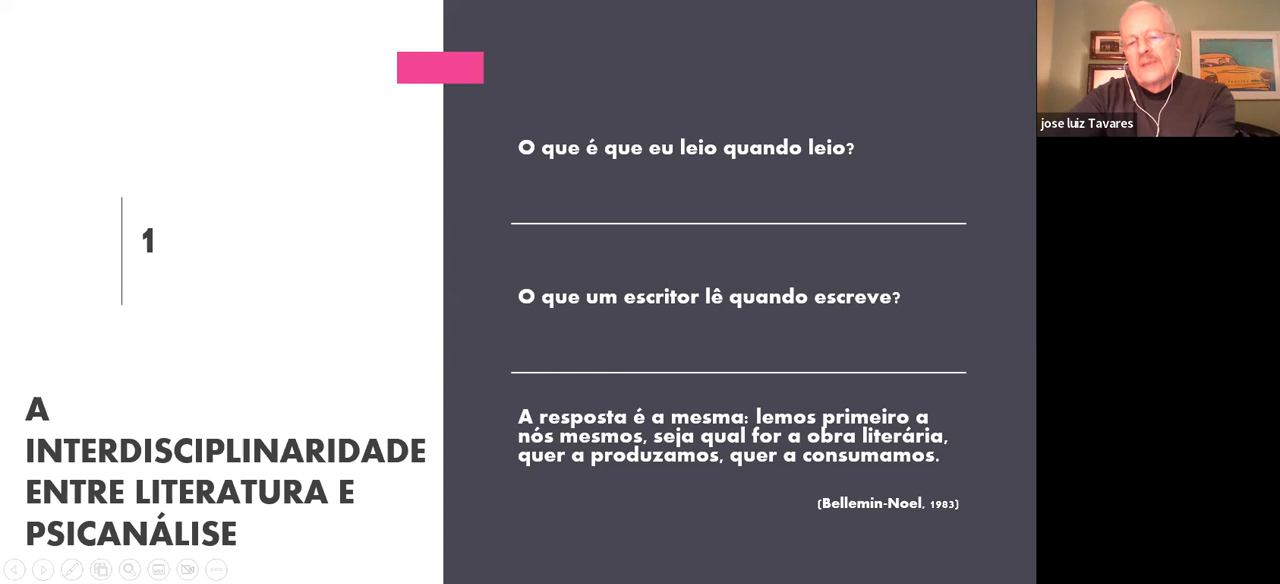 1
A
INTERDISCIPLINARIDADE
ENTRE LITERATURA E
PSICANÁLISE
O que é que eu leio quando leio?
O que um escritor lê quando escreve?
A resposta é a mesma: lemos primeiro a
nós mesmos, seja qual for a obra literária,
quer a produzamos, quer a consumamos.
(Bellemin-Noel, 1983)
jose luiz Tavares